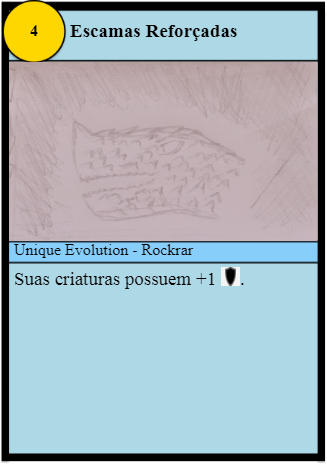 4
Escamas Reforçadas
Unique Evolution - Rockrar
Suas criaturas possuem +1 .